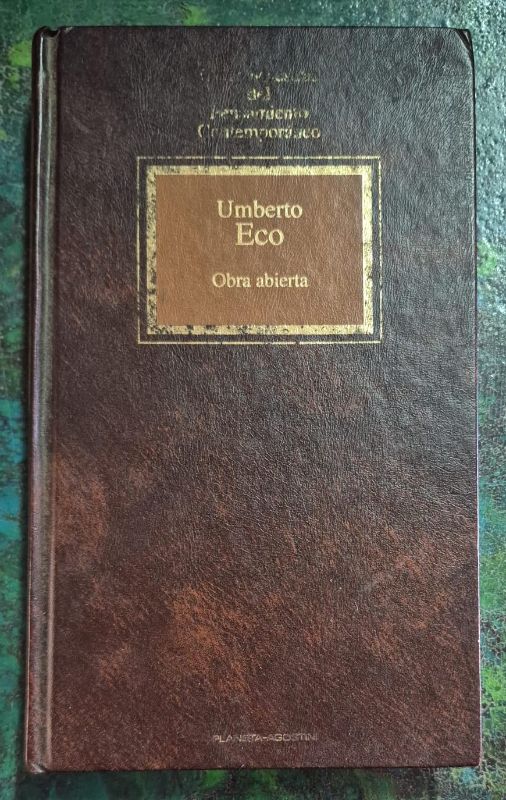 del
Pensamiento
Contemporáneo
Umberto
Eco
Obra abierta
PLANETA-AGOSTINI